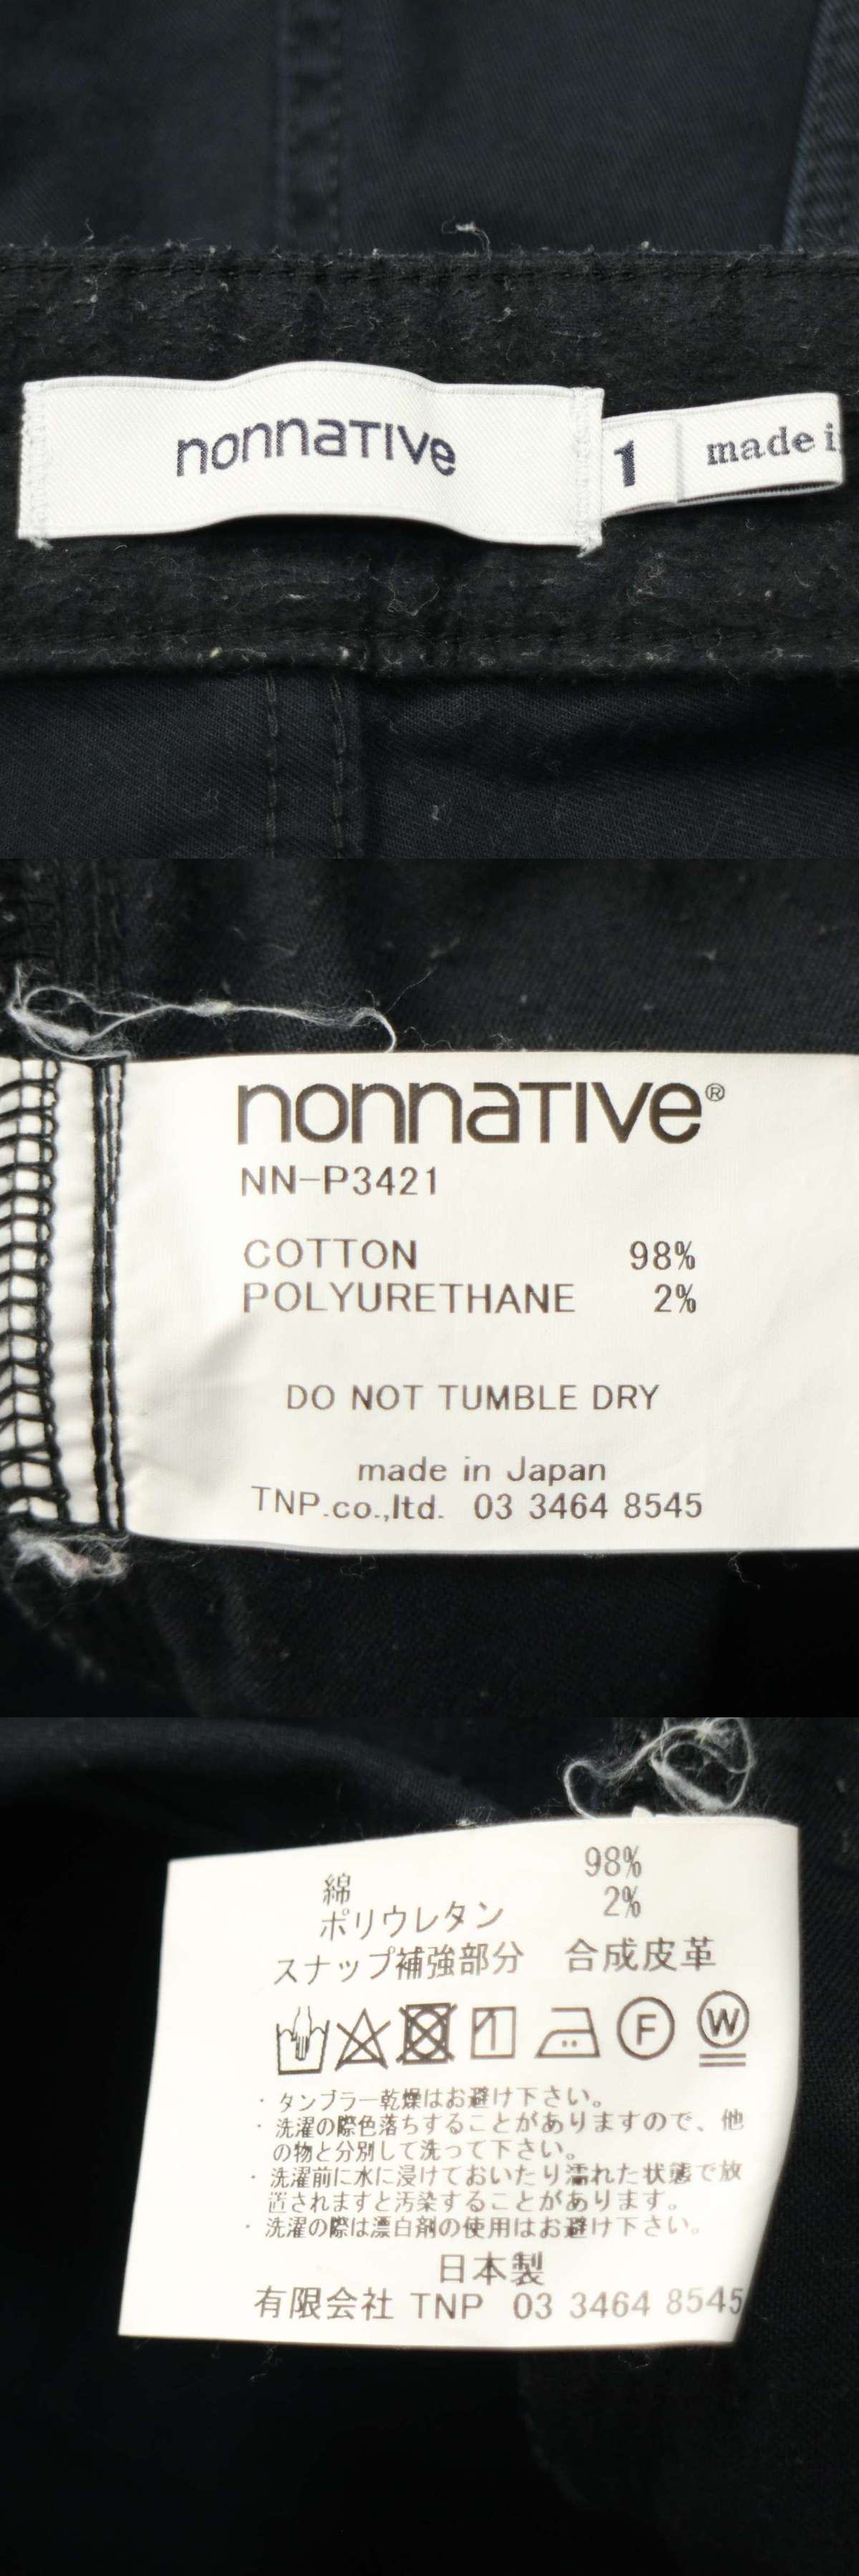 nonnative
1
made i
nonnative®
NN-P3421
COTTON 98%
POLYURETHANE 2%
DO NOT TUMBLE DRY
made in Japan
TNP.co.,ltd. 03 3464 8545
綿 98%
ポリウレタン 2%
スナップ補強部分 合成皮革
F W
・タンブラー乾燥はお避け下さい。
・洗濯の際色落ちすることがありますので、他
の物と分別して洗って下さい。
・洗濯前に水に浸けておいたり濡れた状態で放
置されますと汚染することがあります。
・洗濯の際は漂白剤の使用はお避け下さい。
日本製
有限会社 TNP 03 3464 8545